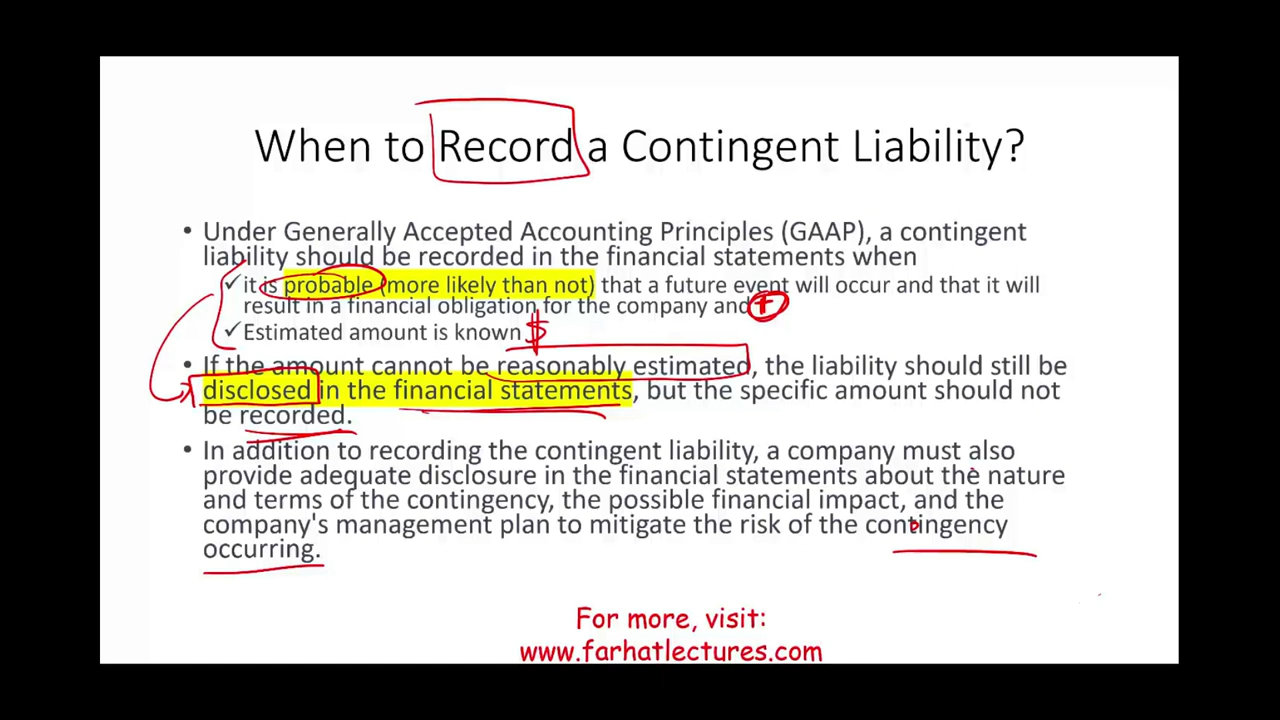 When to Record a Contingent Liability?
• Under Generally Accepted Accounting Principles (GAAP), a contingent
liability should be recorded in the financial statements when
✓it is probable (more likely than not) that a future event will occur and that it will
result in a financial obligation for the company and +
✓Estimated amount is known $
• If the amount cannot be reasonably estimated, the liability should still be
disclosed in the financial statements, but the specific amount should not
be recorded.
• In addition to recording the contingent liability, a company must also
provide adequate disclosure in the financial statements about the nature
and terms of the contingency, the possible financial impact, and the
company's management plan to mitigate the risk of the contingency
occurring.
For more, visit:
www.farhatlectures.com